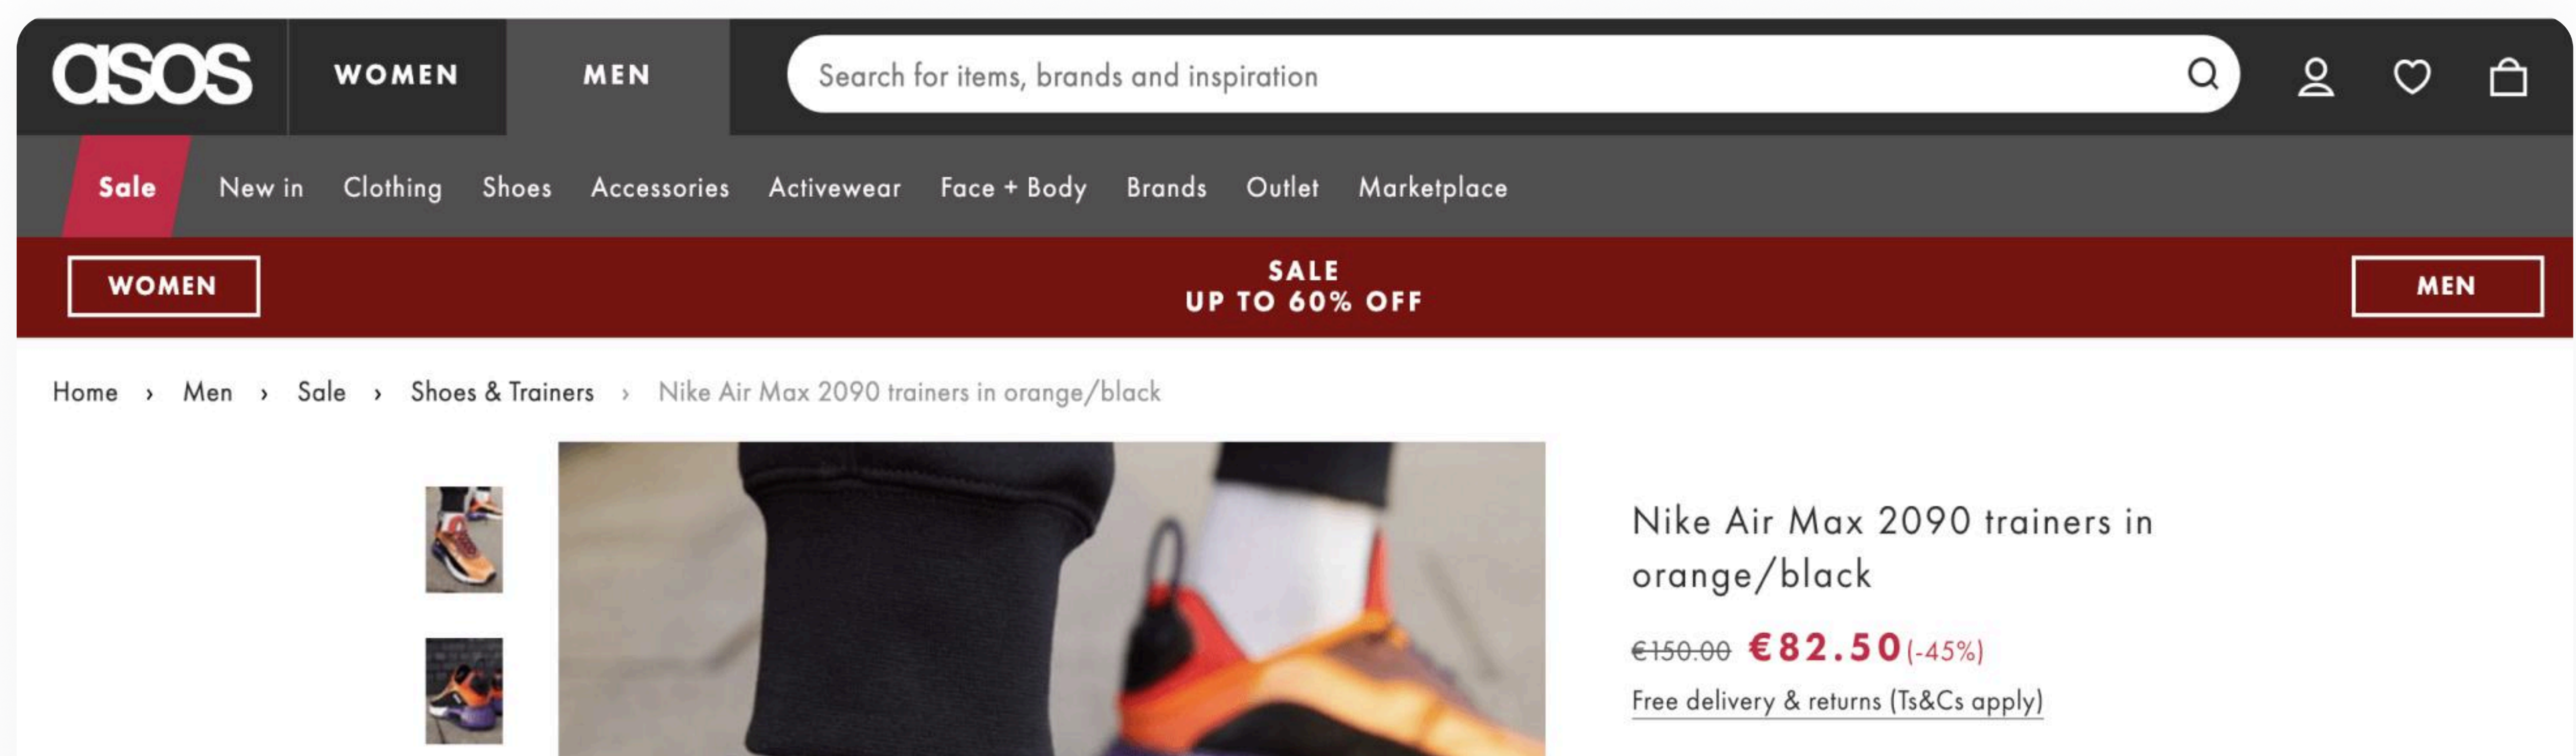 asos
WOMEN
MEN
Search for items, brands and inspiration
Sale New in Clothing Shoes Accessories Activewear Face + Body Brands Outlet Marketplace
WOMEN
SALE
UP TO 60% OFF
MEN
Home › Men › Sale › Shoes & Trainers › Nike Air Max 2090 trainers in orange/black
Nike Air Max 2090 trainers in
orange/black
€150.00 €82.50 (-45%)
Free delivery & returns (Ts&Cs apply)